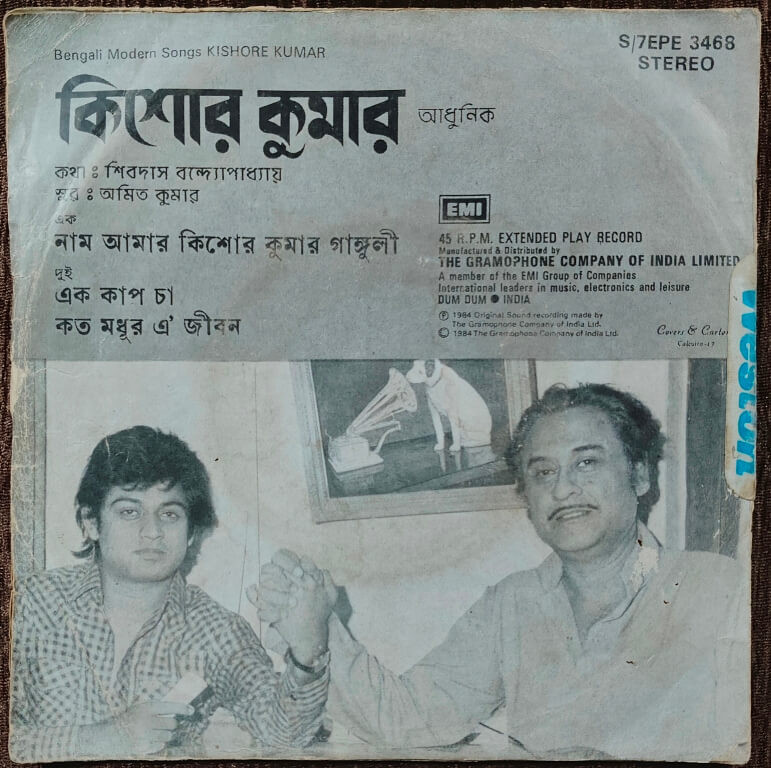 Bengali Modern Songs KISHORE KUMAR
S/7EPE 3468
STEREO
কিশোর কুমার আধুনিক
কথা : শিবদাস বন্দ্যোপাধ্যায়
সুর : অমিত কুমার
এক
নাম আমার কিশোর কুমার গাঙ্গুলী
দুই
এক কাপ চা
কত মধুর এ' জীবন
EMI
45 R.P.M. EXTENDED PLAY RECORD
Manufactured & Distributed by
THE GRAMOPHONE COMPANY OF INDIA LIMITED
A member of the EMI Group of Companies
International leaders in music, electronics and leisure
DUM DUM ● INDIA
Ⓟ 1984 Original Sound recording made by
The Gramophone Company of India Ltd.
© 1984 The Gramophone Company of India Ltd.
Covers &
Calcutta-17
Weston